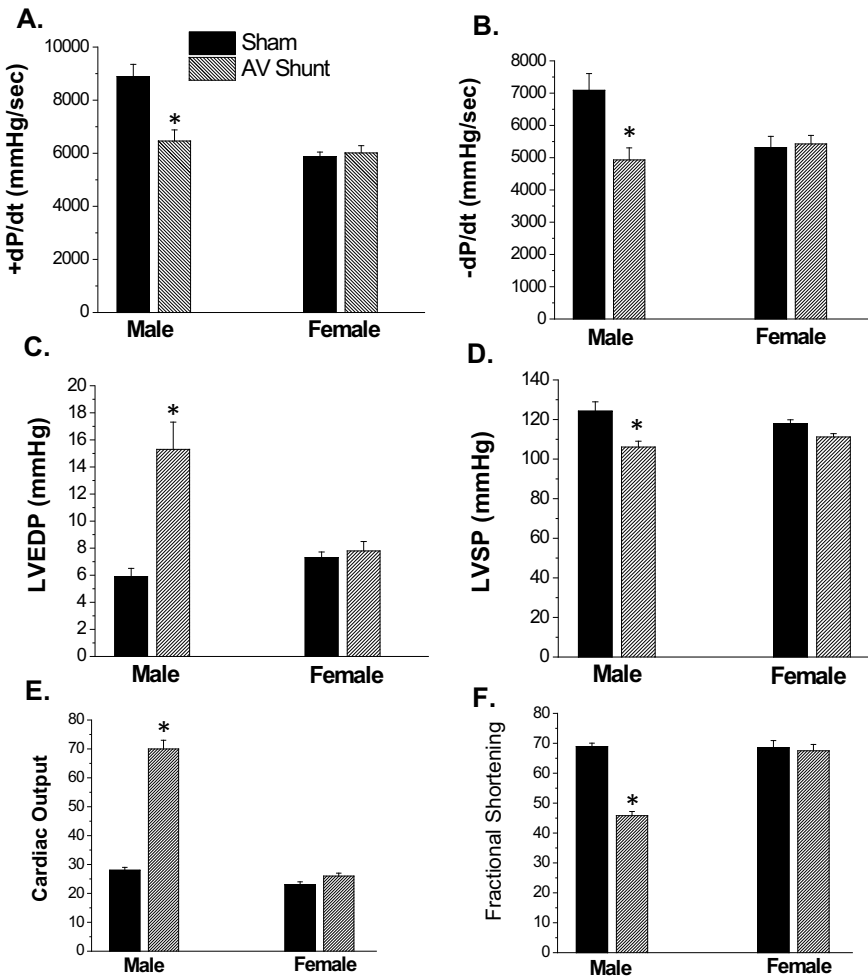 A.
Sham
AV Shunt
+dP/dt (mmHg/sec)
10000
8000
6000
4000
2000
0
*
Male Female
B.
-dP/dt (mmHg/sec)
8000
7000
6000
5000
4000
3000
2000
1000
0
*
Male Female
C.
LVEDP (mmHg)
20
18
16
14
12
10
8
6
4
2
0
*
Male Female
D.
LVSP (mmHg)
140
120
100
80
60
40
20
0
*
Male Female
E.
Cardiac Output
80
70
60
50
40
30
20
10
0
*
Male Female
F.
Fractional Shortening
80
70
60
50
40
30
20
10
0
*
Male Female